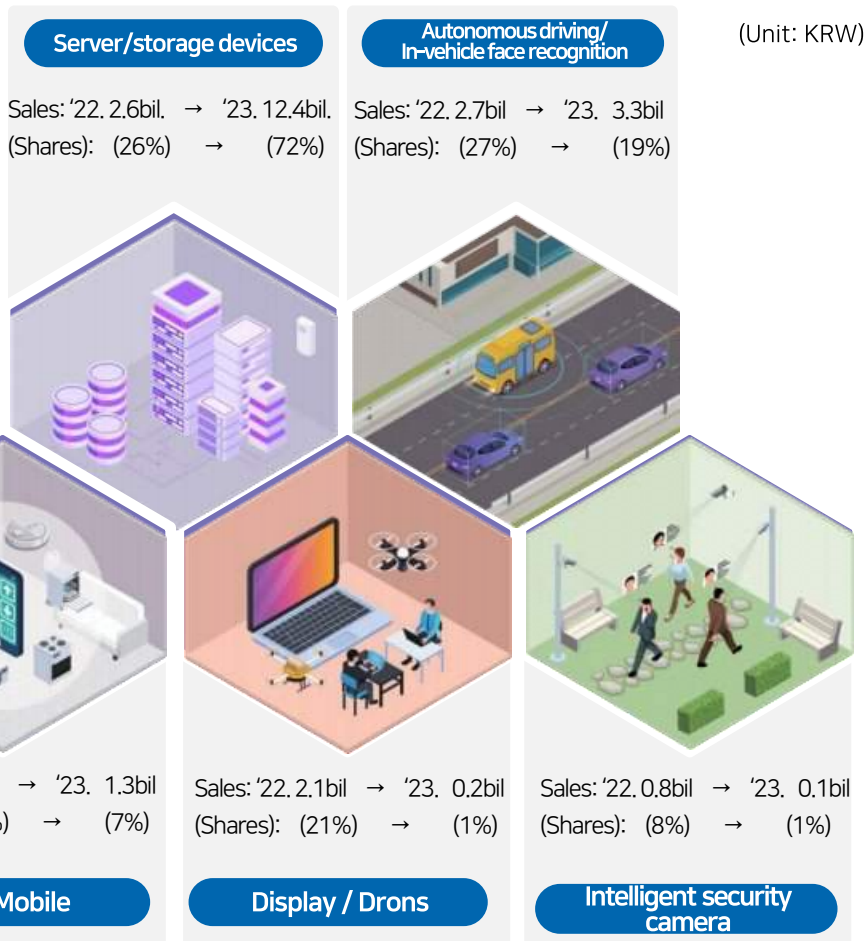 Server/storage devices
Autonomous driving/
In-vehicle face recognition
(Unit: KRW)
Sales: ‘22. 2.6bil. → ‘23. 12.4bil.
(Shares): (26%) → (72%)
Sales: ‘22. 2.7bil → ‘23. 3.3bil
(Shares): (27%) → (19%)
→ ‘23. 1.3bil
→ (7%)
Sales: ‘22. 2.1bil → ‘23. 0.2bil
(Shares): (21%) → (1%)
Sales: ‘22. 0.8bil → ‘23. 0.1bil
(Shares): (8%) → (1%)
Mobile
Display / Drons
Intelligent security
camera